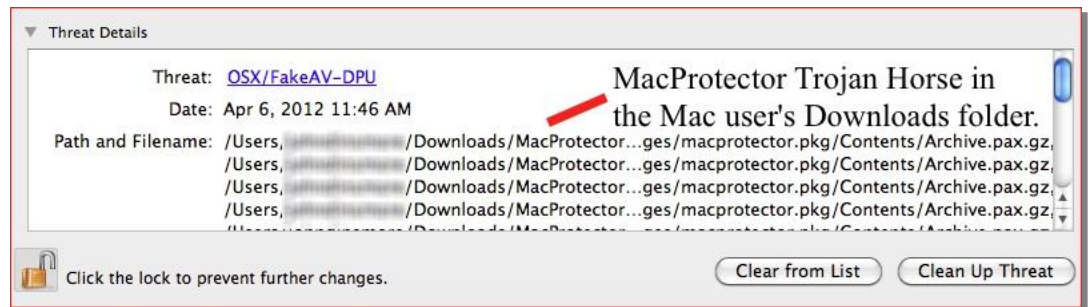 Threat Details
Threat: OSX/FakeAV-DPU
Date: Apr 6, 2012 11:46 AM
MacProtector Trojan Horse in
the Mac user's Downloads folder.
Path and Filename: /Users/ /Downloads/MacProtector...ges/macprotector.pkg/Contents/Archive.pax.gz,
/Users/ /Downloads/MacProtector...ges/macprotector.pkg/Contents/Archive.pax.gz,
/Users/ /Downloads/MacProtector...ges/macprotector.pkg/Contents/Archive.pax.gz,
/Users/ /Downloads/MacProtector...ges/macprotector.pkg/Contents/Archive.pax.gz,
Click the lock to prevent further changes.
Clear from List
Clean Up Threat